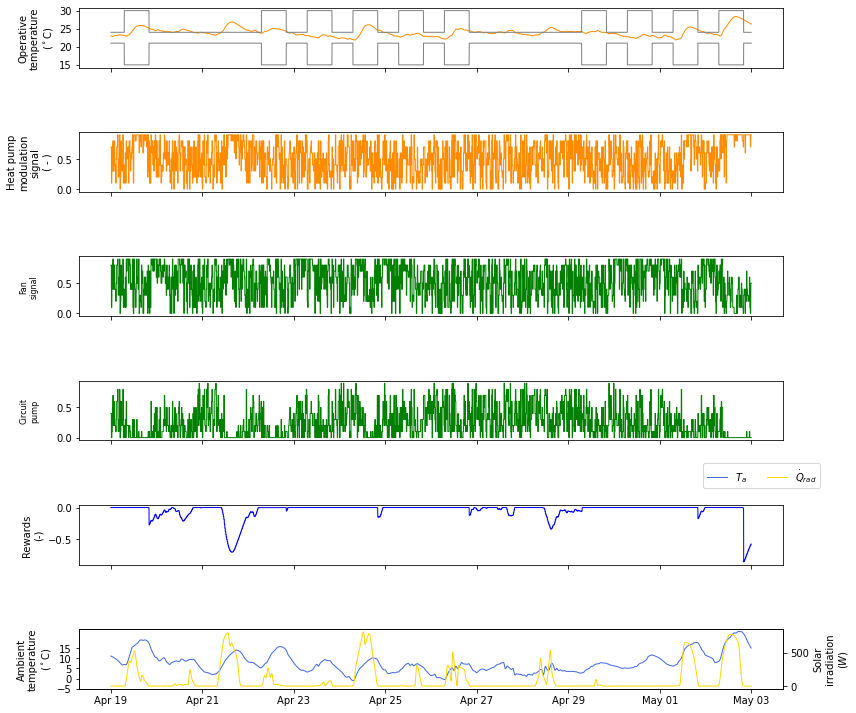 Operative
temperature
(°C)
30
25
20
15
Heat pump
modulation
signal
( - )
0.5
0.0
Fan
signal
0.5
0.0
Circuit
pump
0.5
0.0
T_a
Q̇_rad
Rewards
(-)
0.0
−0.5
Ambient
temperature
(°C)
15
10
5
0
−5
500
0
Solar
irradiation
(W)
Apr 19 Apr 21 Apr 23 Apr 25 Apr 27 Apr 29 May 01 May 03